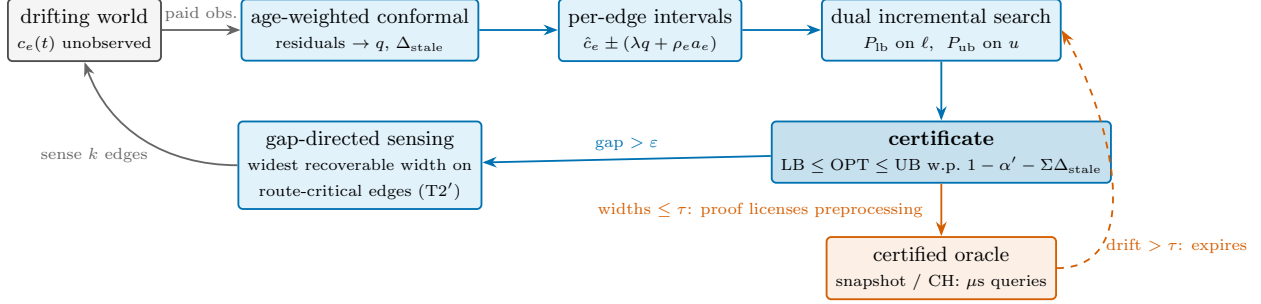 drifting world
c_e(t) unobserved
paid obs.
age-weighted conformal
residuals → q, Δ_stale
per-edge intervals
ĉ_e ± (λq + ρ_e a_e)
dual incremental search
P_lb on ℓ, P_ub on u
sense k edges
gap-directed sensing
widest recoverable width on
route-critical edges (T2′)
gap > ε
certificate
LB ≤ OPT ≤ UB w.p. 1 − α′ − ΣΔ_stale
widths ≤ τ: proof licenses preprocessing
certified oracle
snapshot / CH: μs queries
drift > τ: expires